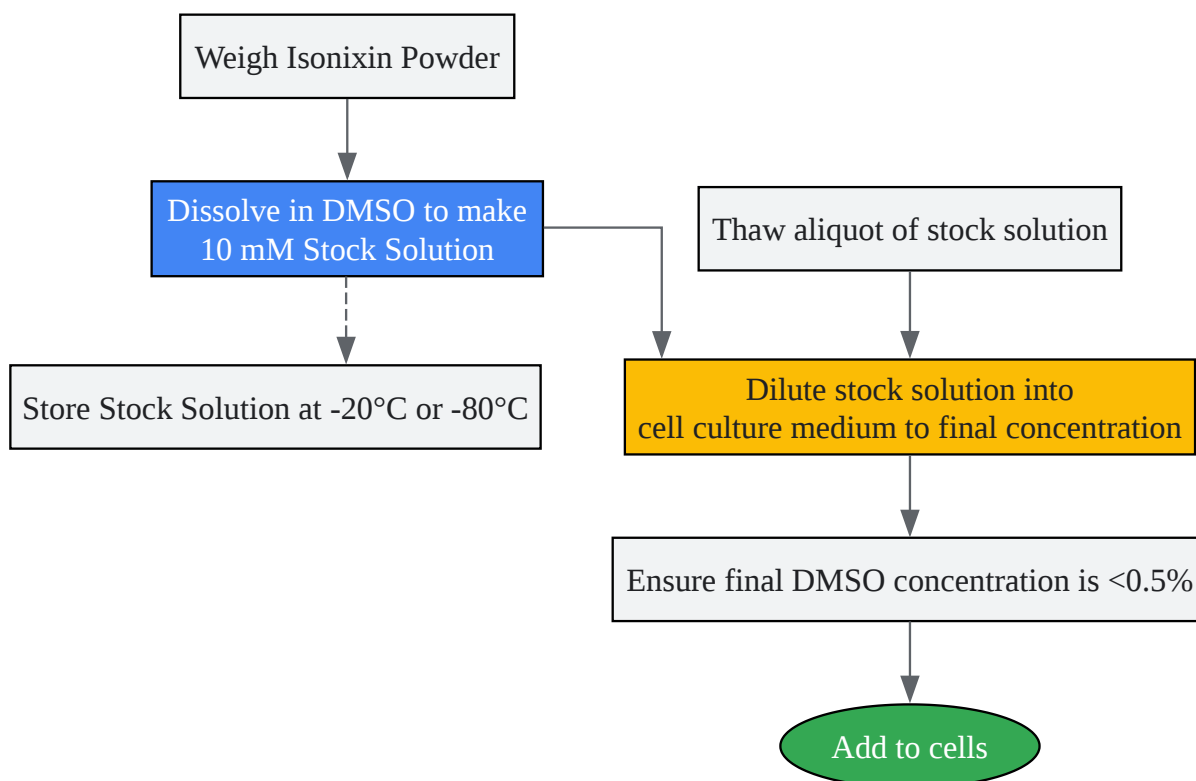 Weigh Isonixin Powder
Dissolve in DMSO to make
10 mM Stock Solution
Thaw aliquot of stock solution
Store Stock Solution at -20°C or -80°C
Dilute stock solution into
cell culture medium to final concentration
Ensure final DMSO concentration is <0.5%
Add to cells